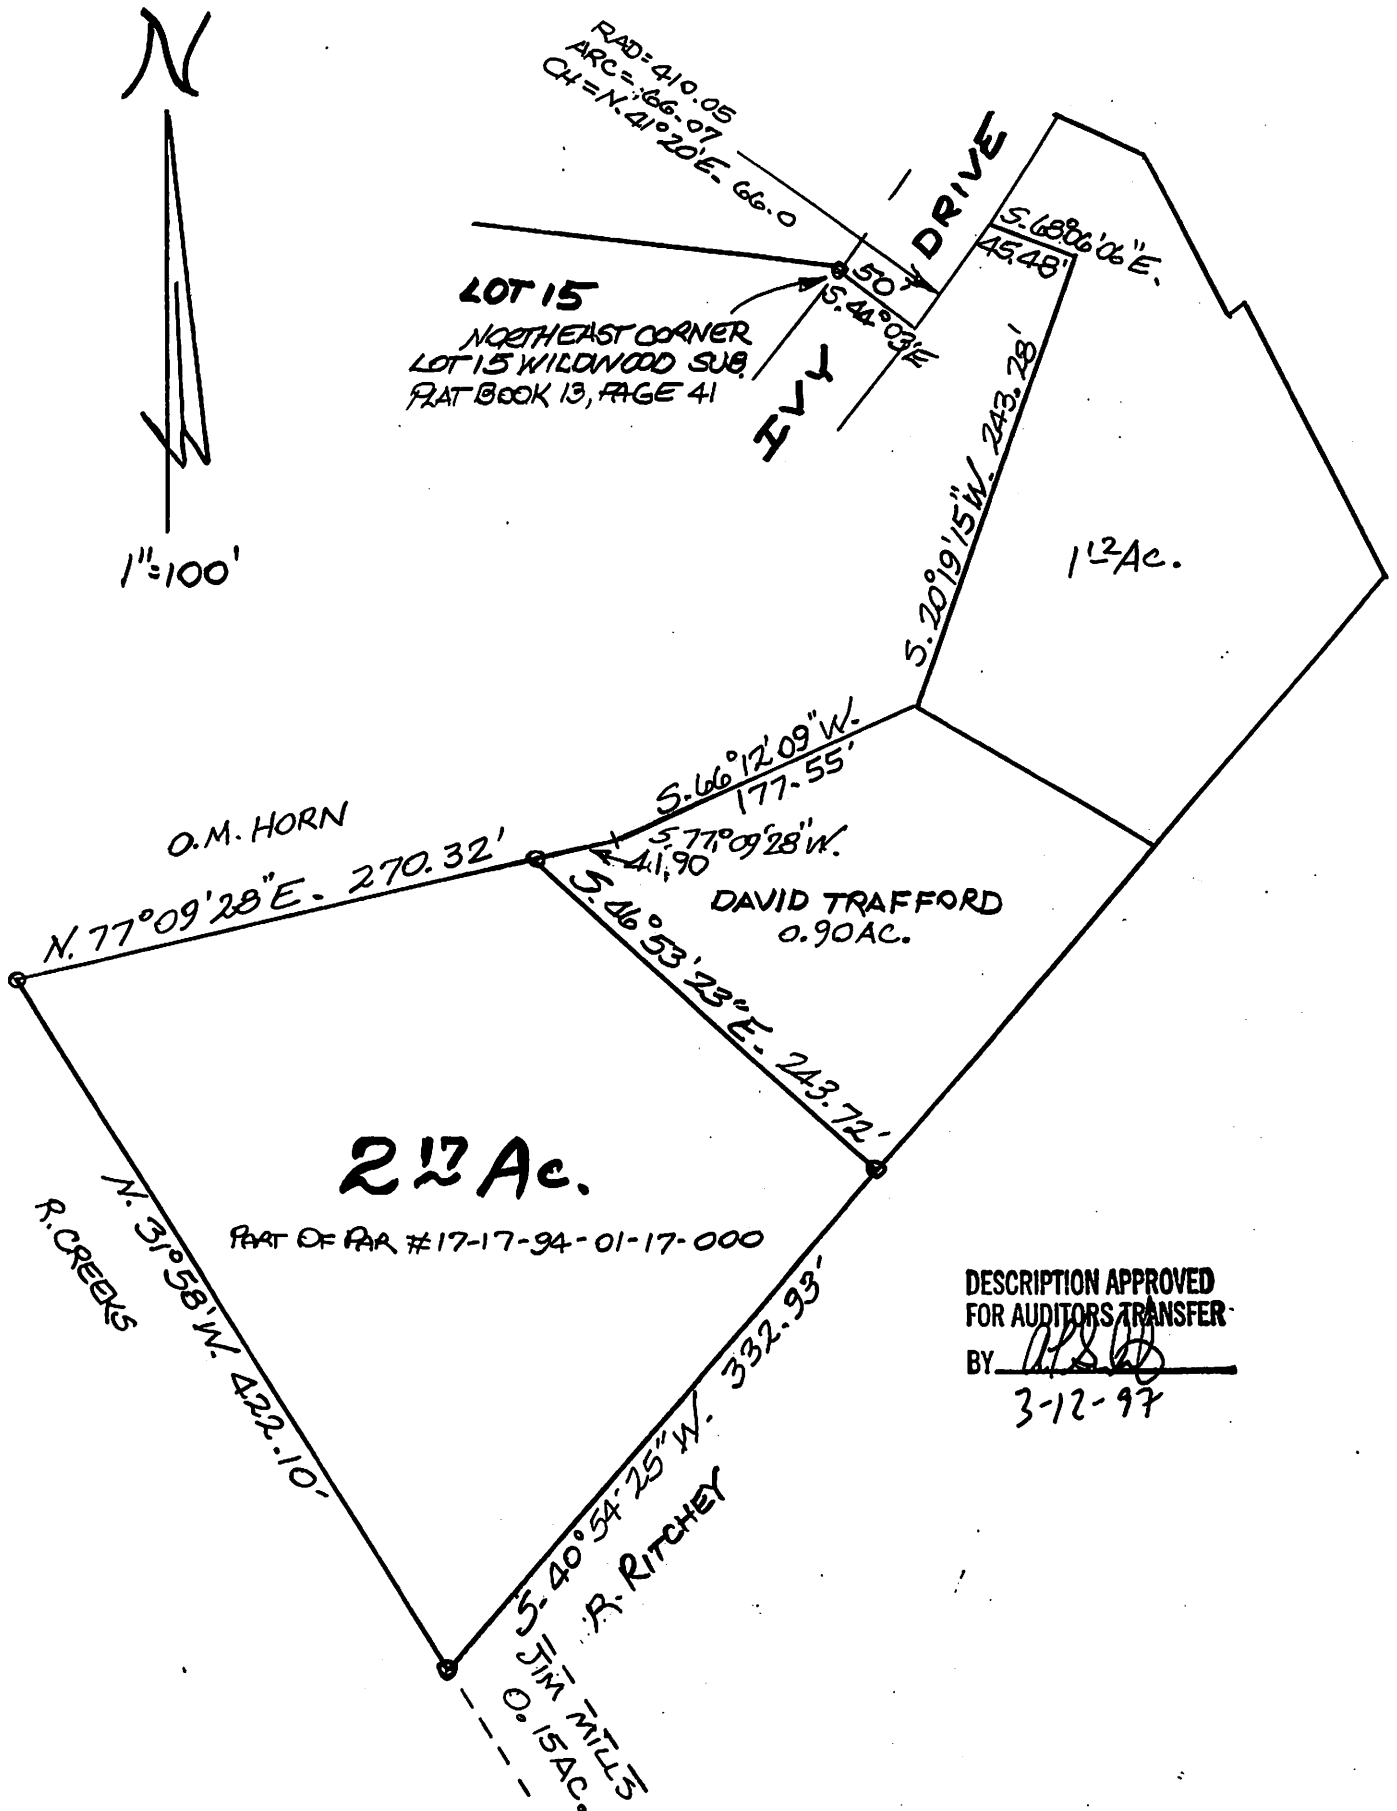 N
1"=100'
RAD=410.05
ARC=66.07
CH=N.41°20'E. 66.0
IVY DRIVE
S.68°06'06"E.
45.48'
50'
S.44°03'E
LOT 15
NORTHEAST CORNER
LOT 15 WILDWOOD SUB.
PLAT BOOK 13, PAGE 41
S. 20°19'15"W. 243.28'
1 12 Ac.
S.66°12'09"W.
177.55'
S.77°09'28"W.
41.90
O.M. HORN
N. 77°09'28"E. 270.32'
DAVID TRAFFORD
0.90AC.
S.46°53'23"E. 243.72'
2 17 Ac.
PART OF PAR #17-17-94-01-17-000
R.CREEKS
N. 31°58'W. 422.10'
S. 40°54'25"W. 332.93'
R. RITCHEY
JIM MILLS
0.15AC.
DESCRIPTION APPROVED
FOR AUDITORS TRANSFER
BY
3-12-97